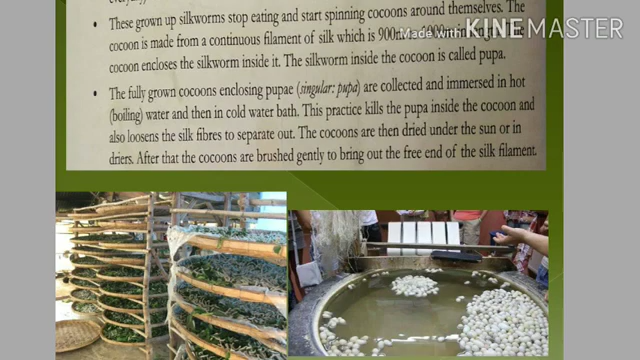 every
• These grown up silkworms stop eating and start spinning cocoons around themselves. The
cocoon is made from a continuous filament of silk which is 900m 1000m in
cocoon encloses the silkworm inside it. The silkworm inside the cocoon is called pupa.
• The fully grown cocoons enclosing pupae (singular: pupa) are collected and immersed in hot
(boiling) water and then in cold water bath. This practice kills the pupa inside the cocoon and
also loosens the silk fibres to separate out. The cocoons are then dried under the sun or in
driers. After that the cocoons are brushed gently to bring out the free end of the silk filament.
Made with KINEMASTER